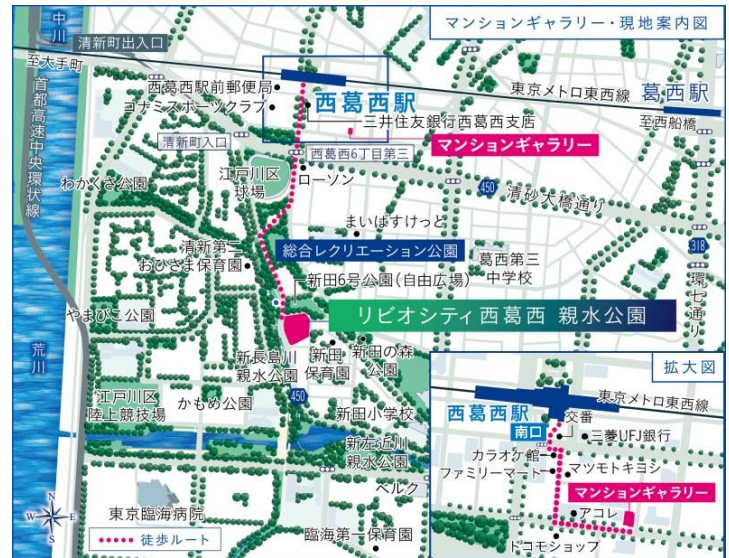 マンションギャラリー・現地案内図
中川
清新町出入口
至大手町
首都高速中央環状線
荒川
西葛西駅前郵便局
コナミスポーツクラブ
西葛西駅
東京メトロ東西線
葛西駅
至西船橋
三井住友銀行西葛西支店
マンションギャラリー
清新町入口
西葛西6丁目第三
江戸川区
球場
ローソン
わかくさ公園
450
清砂大橋通り
まいばすけっと
318
環七通り
清新第二
おひさま保育園
総合レクリエーション公園
葛西第三
中学校
新田6号公園(自由広場)
やまびこ公園
リビオシティ西葛西 親水公園
新長島川
親水公園
新田
保育園
新田の森
公園
450
江戸川区
陸上競技場
かもめ公園
新田小学校
新左近川
親水公園
ベルク
東京臨海病院
臨海第一保育園
N
W
E
S
徒歩ルート
拡大図
東京メトロ東西線
西葛西駅
南口
交番
三菱UFJ銀行
カラオケ館
ファミリーマート
マツモトキヨシ
マンションギャラリー
アコレ
ドコモショップ